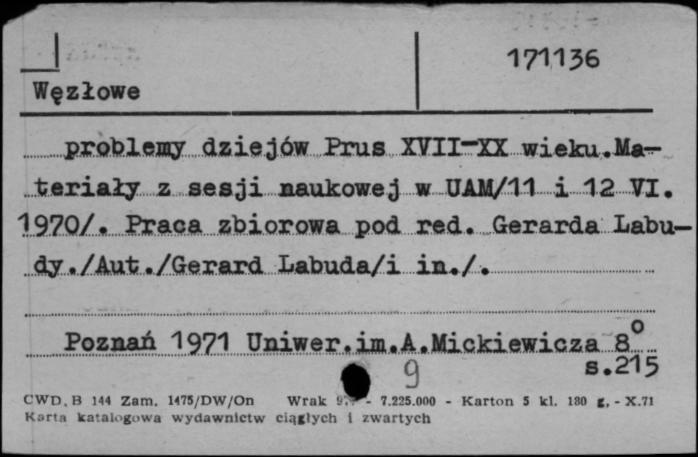 171136
Węzłowe
problemy dziejów Prus XVII-XX wieku.Ma-
teriały z sesji naukowej w UAM/11 i 12 VI.
1970/. Praca zbiorowa pod red. Gerarda Labu-
dy./Aut./Gerard Labuda/i in./.
Poznań 1971 Uniwer.im.A.Mickiewicza 8°
s.215
9
CWD.B 144 Zam. 1475/DW/On Wrak - 7.225.000 - Karton 5 kl. 180 g. - X.71
Karta katalogowa wydawnictw ciągłych i zwartych